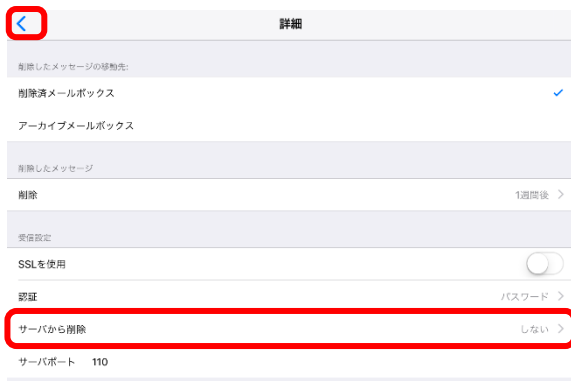 詳細
削除したメッセージの移動先:
削除済メールボックス
アーカイブメールボックス
削除したメッセージ
削除 1週間後
受信設定
SSLを使用
認証 パスワード
サーバから削除 しない
サーバポート 110